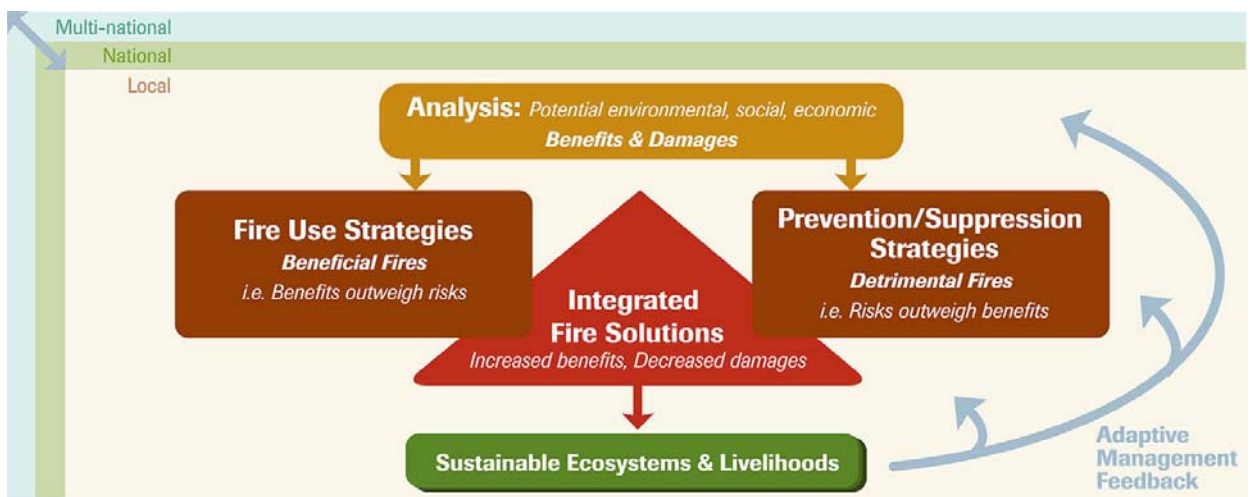 Multi-national
National
Local
Analysis: Potential environmental, social, economic
Benefits & Damages
Fire Use Strategies
Beneficial Fires
i.e. Benefits outweigh risks
Prevention/Suppression
Strategies
Detrimental Fires
i.e. Risks outweigh benefits
Integrated
Fire Solutions
Increased benefits, Decreased damages
Sustainable Ecosystems & Livelihoods
Adaptive
Management
Feedback